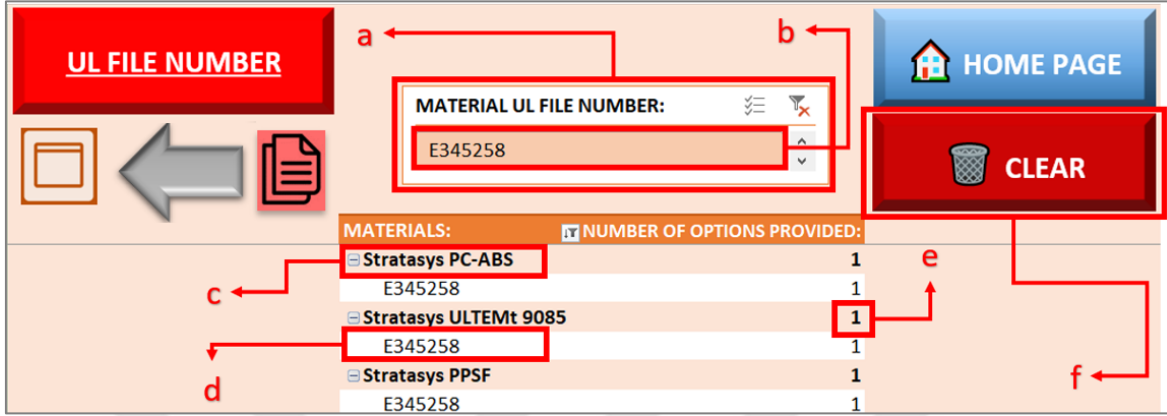 UL FILE NUMBER
a
b
HOME PAGE
MATERIAL UL FILE NUMBER:
E345258
CLEAR
MATERIALS: NUMBER OF OPTIONS PROVIDED:
Stratasys PC-ABS 1
E345258 1
Stratasys ULTEMt 9085 1
E345258 1
Stratasys PPSF 1
E345258 1
c
d
e
f